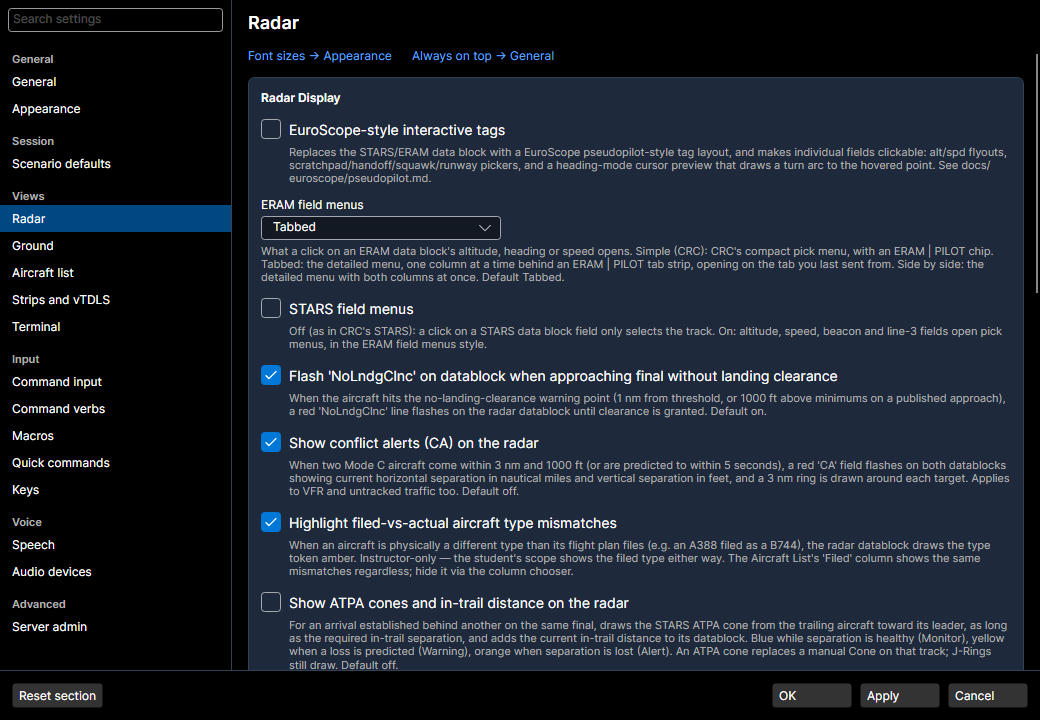 Search settings
General
General
Appearance
Session
Scenario defaults
Views
Radar
Ground
Aircraft list
Strips and vTDLS
Terminal
Input
Command input
Command verbs
Macros
Quick commands
Keys
Voice
Speech
Audio devices
Advanced
Server admin
Radar
Font sizes → Appearance Always on top → General
Radar Display
EuroScope-style interactive tags
Replaces the STARS/ERAM data block with a EuroScope pseudopilot-style tag layout, and makes individual fields clickable: alt/spd flyouts,
scratchpad/handoff/squawk/runway pickers, and a heading-mode cursor preview that draws a turn arc to the hovered point. See docs/
euroscope/pseudopilot.md.
ERAM field menus
Tabbed
What a click on an ERAM data block's altitude, heading or speed opens. Simple (CRC): CRC's compact pick menu, with an ERAM | PILOT chip.
Tabbed: the detailed menu, one column at a time behind an ERAM | PILOT tab strip, opening on the tab you last sent from. Side by side: the
detailed menu with both columns at once. Default Tabbed.
STARS field menus
Off (as in CRC's STARS): a click on a STARS data block field only selects the track. On: altitude, speed, beacon and line-3 fields open pick
menus, in the ERAM field menus style.
Flash 'NoLndgClnc' on datablock when approaching final without landing clearance
When the aircraft hits the no-landing-clearance warning point (1 nm from threshold, or 1000 ft above minimums on a published approach),
a red 'NoLndgClnc' line flashes on the radar datablock until clearance is granted. Default on.
Show conflict alerts (CA) on the radar
When two Mode C aircraft come within 3 nm and 1000 ft (or are predicted to within 5 seconds), a red 'CA' field flashes on both datablocks
showing current horizontal separation in nautical miles and vertical separation in feet, and a 3 nm ring is drawn around each target. Applies
to VFR and untracked traffic too. Default off.
Highlight filed-vs-actual aircraft type mismatches
When an aircraft is physically a different type than its flight plan files (e.g. an A388 filed as a B744), the radar datablock draws the type
token amber. Instructor-only — the student's scope shows the filed type either way. The Aircraft List's 'Filed' column shows the same
mismatches regardless; hide it via the column chooser.
Show ATPA cones and in-trail distance on the radar
For an arrival established behind another on the same final, draws the STARS ATPA cone from the trailing aircraft toward its leader, as long
as the required in-trail separation, and adds the current in-trail distance to its datablock. Blue while separation is healthy (Monitor), yellow
when a loss is predicted (Warning), orange when separation is lost (Alert). An ATPA cone replaces a manual Cone on that track; J-Rings
still draw. Default off.
Reset section
OK
Apply
Cancel